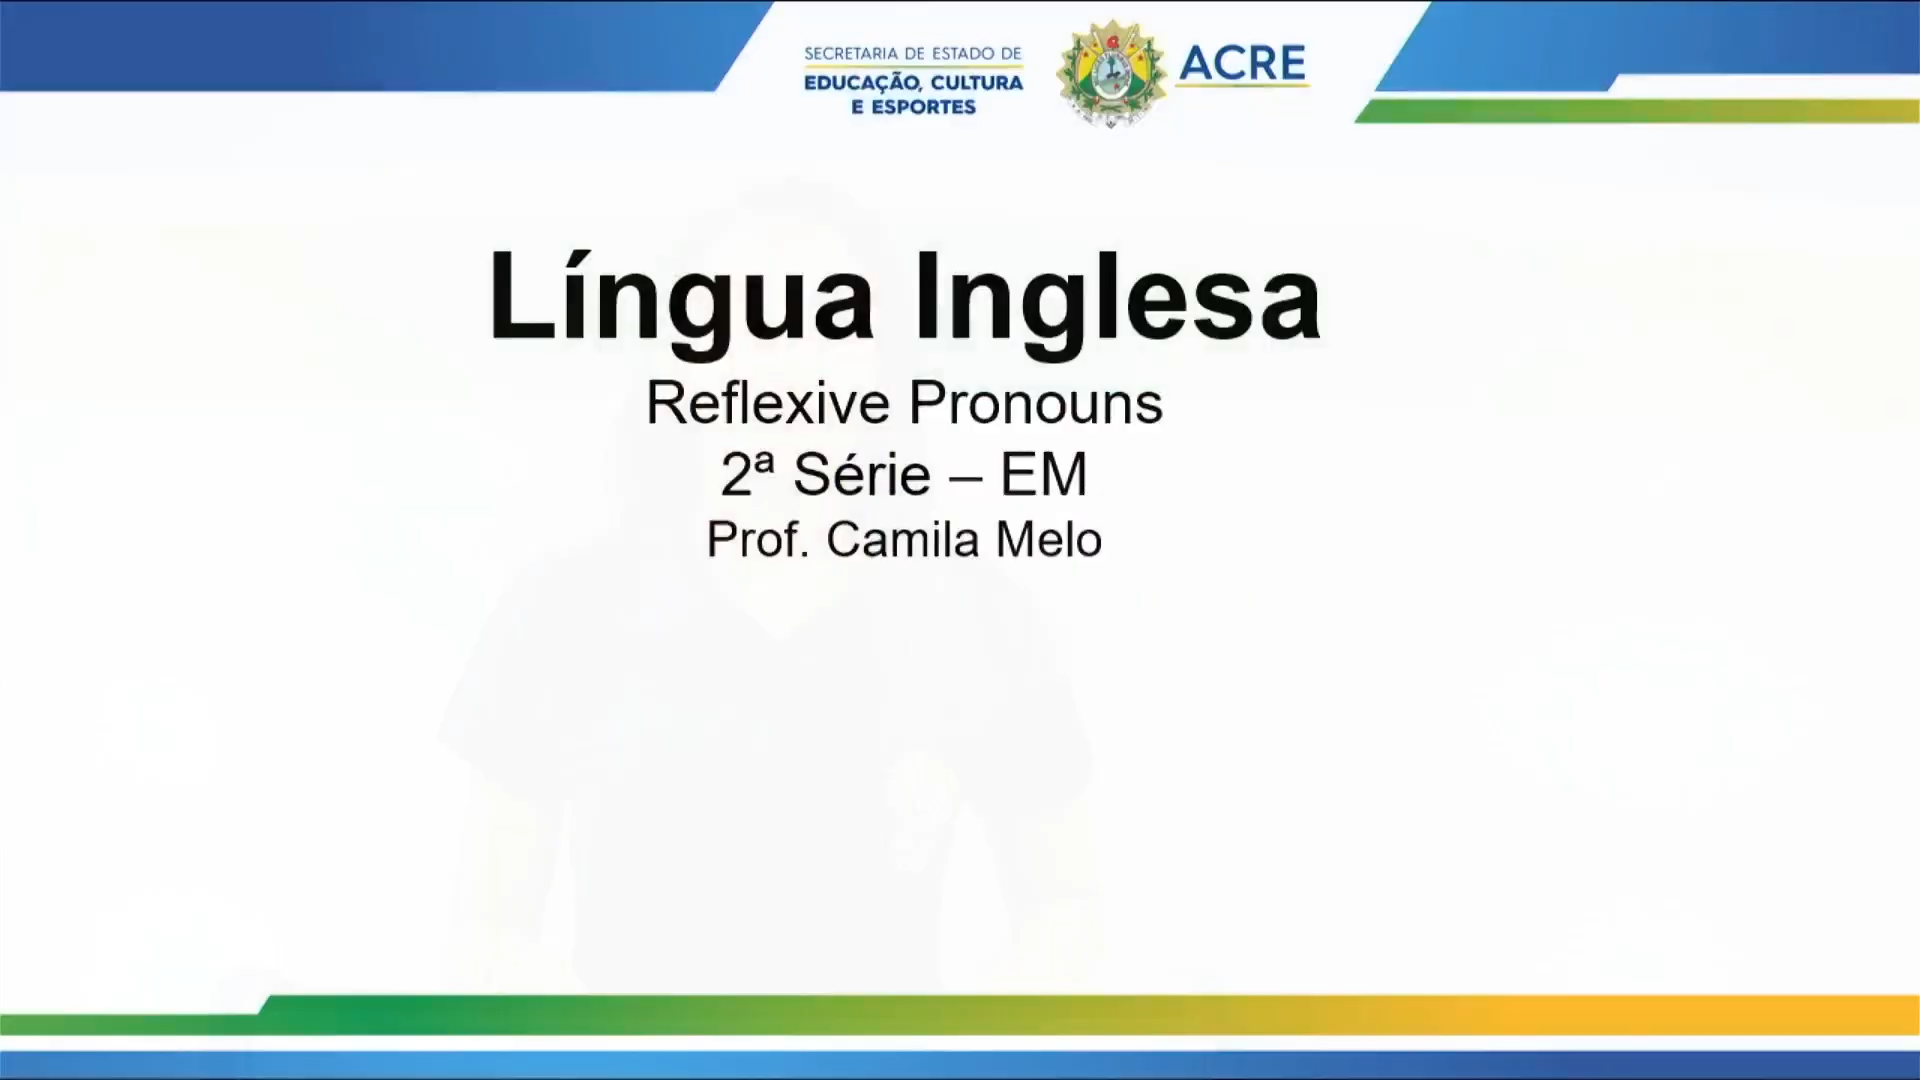 SECRETARIA DE ESTADO DE
EDUCAÇÃO, CULTURA
E ESPORTES
ACRE
Língua Inglesa
Reflexive Pronouns
2ª Série – EM
Prof. Camila Melo